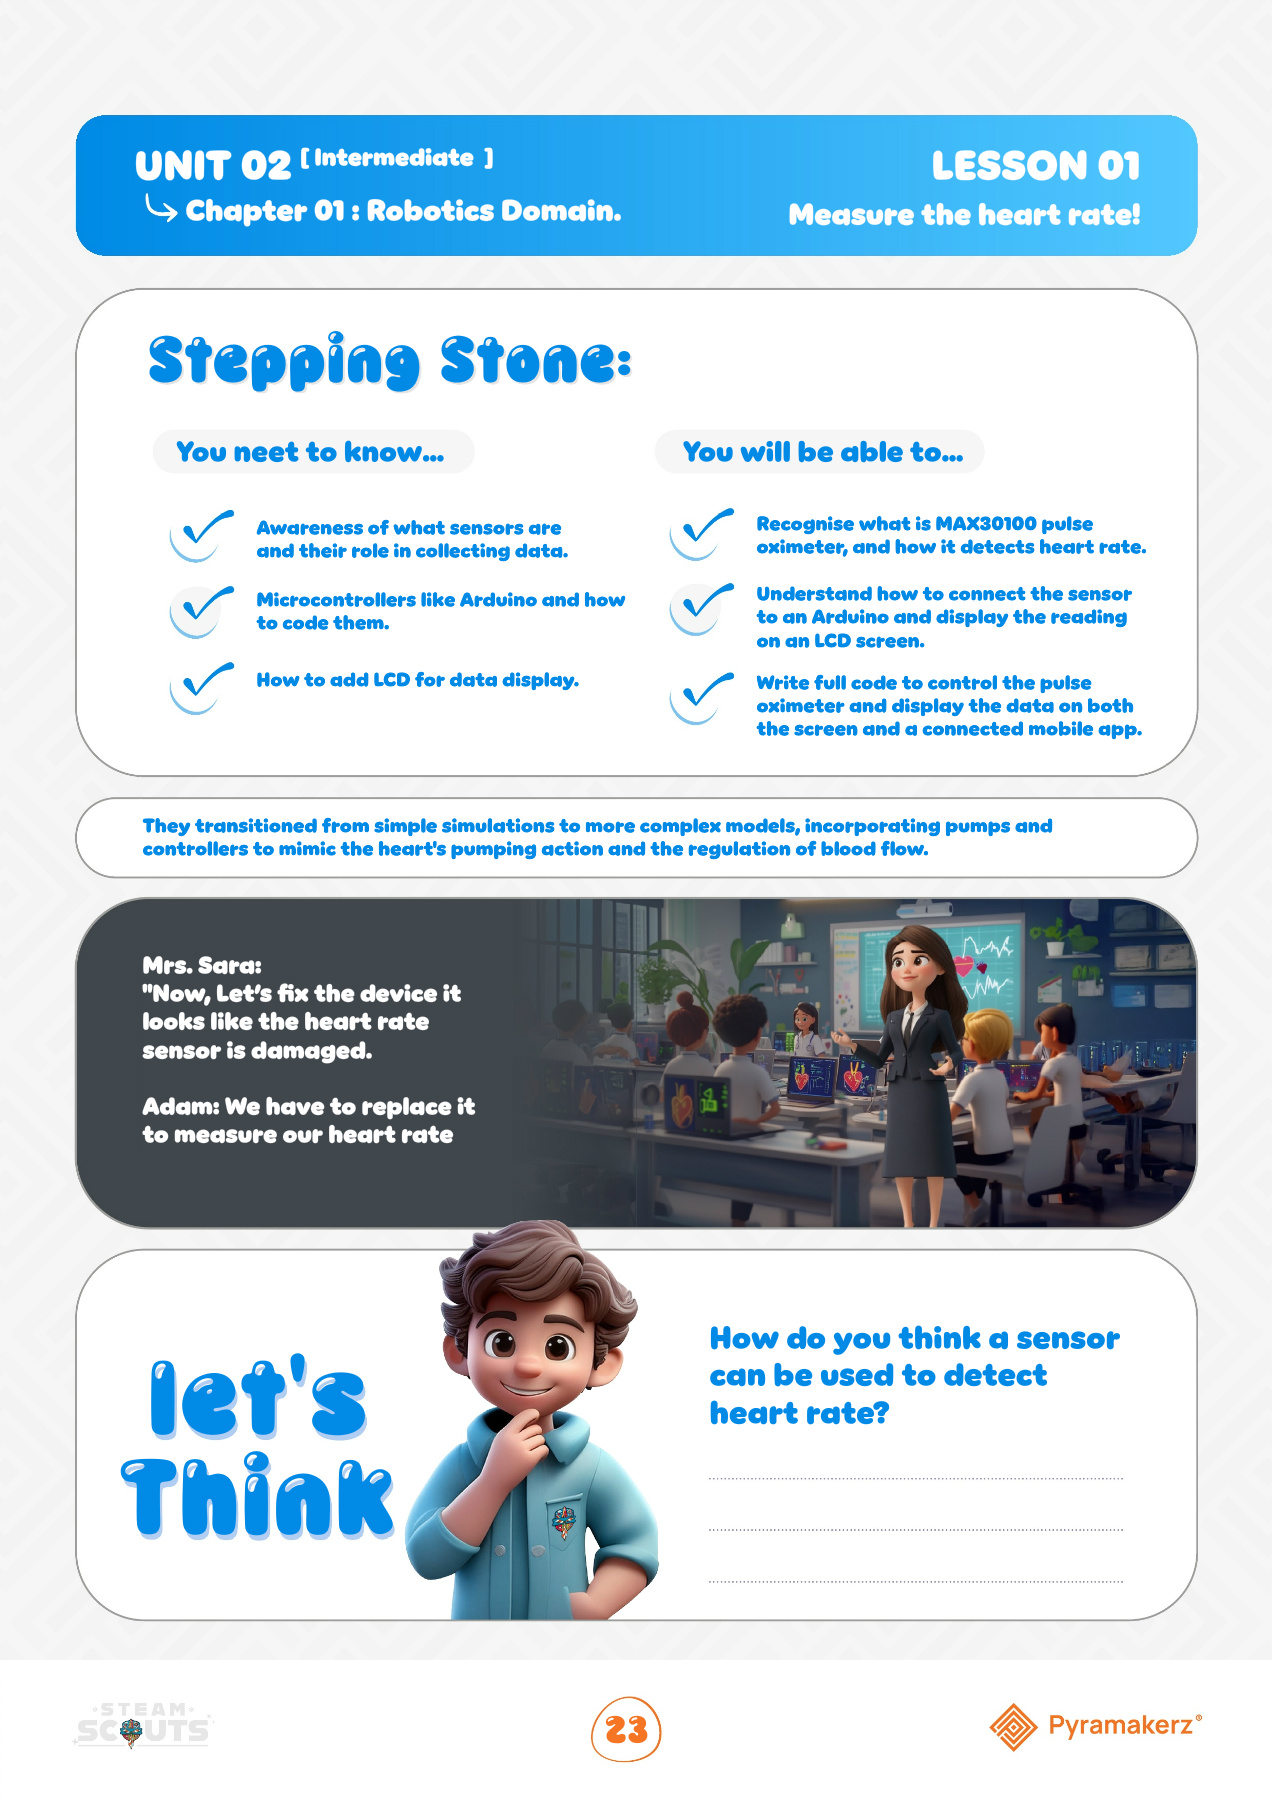 UNIT 02 [ Intermediate ]
Chapter 01 : Robotics Domain.
LESSON 01
Measure the heart rate!
Stepping Stone:
You neet to know...
Awareness of what sensors are
and their role in collecting data.
Microcontrollers like Arduino and how
to code them.
How to add LCD for data display.
You will be able to...
Recognise what is MAX30100 pulse
oximeter, and how it detects heart rate.
Understand how to connect the sensor
to an Arduino and display the reading
on an LCD screen.
Write full code to control the pulse
oximeter and display the data on both
the screen and a connected mobile app.
They transitioned from simple simulations to more complex models, incorporating pumps and
controllers to mimic the heart's pumping action and the regulation of blood flow.
Mrs. Sara:
"Now, Let’s fix the device it
looks like the heart rate
sensor is damaged.
Adam: We have to replace it
to measure our heart rate
let's
Think
How do you think a sensor
can be used to detect
heart rate?
STEAM
SCOUTS
23
Pyramakerz®